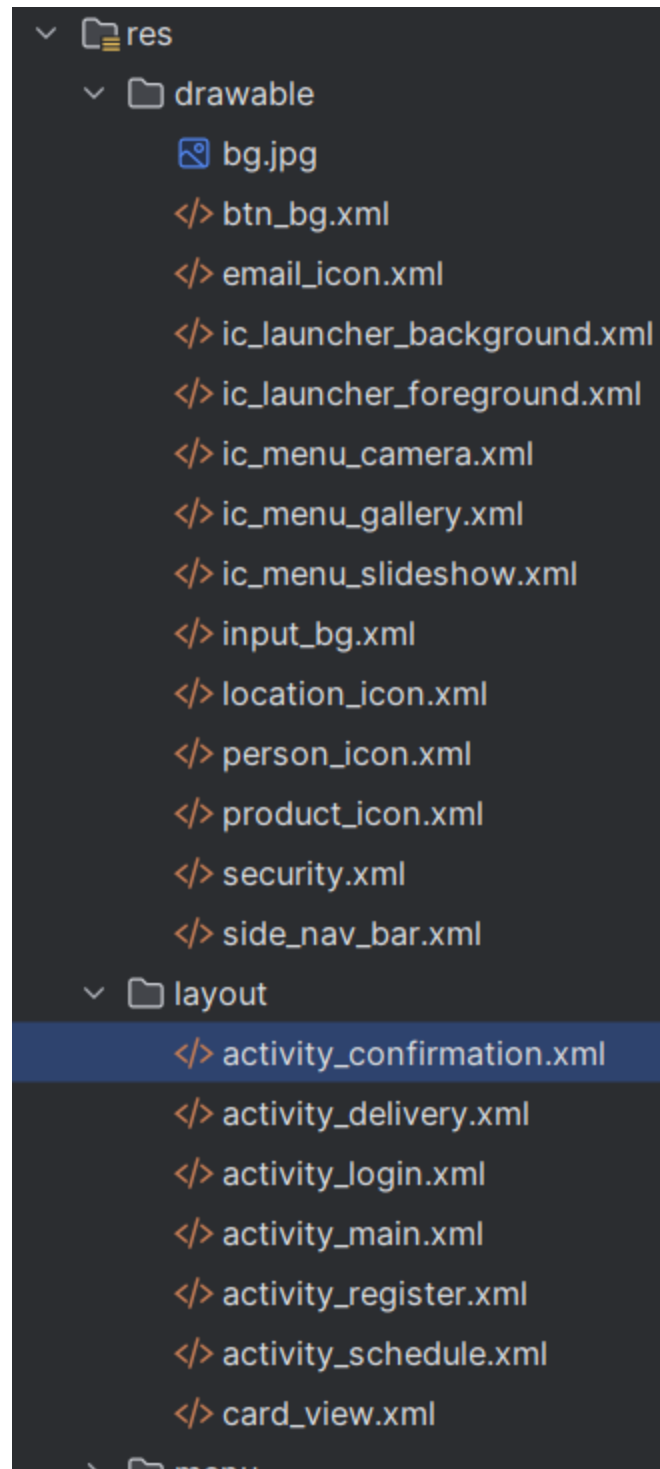 res
drawable
bg.jpg
btn_bg.xml
email_icon.xml
ic_launcher_background.xml
ic_launcher_foreground.xml
ic_menu_camera.xml
ic_menu_gallery.xml
ic_menu_slideshow.xml
input_bg.xml
location_icon.xml
person_icon.xml
product_icon.xml
security.xml
side_nav_bar.xml
layout
activity_confirmation.xml
activity_delivery.xml
activity_login.xml
activity_main.xml
activity_register.xml
activity_schedule.xml
card_view.xml
menu